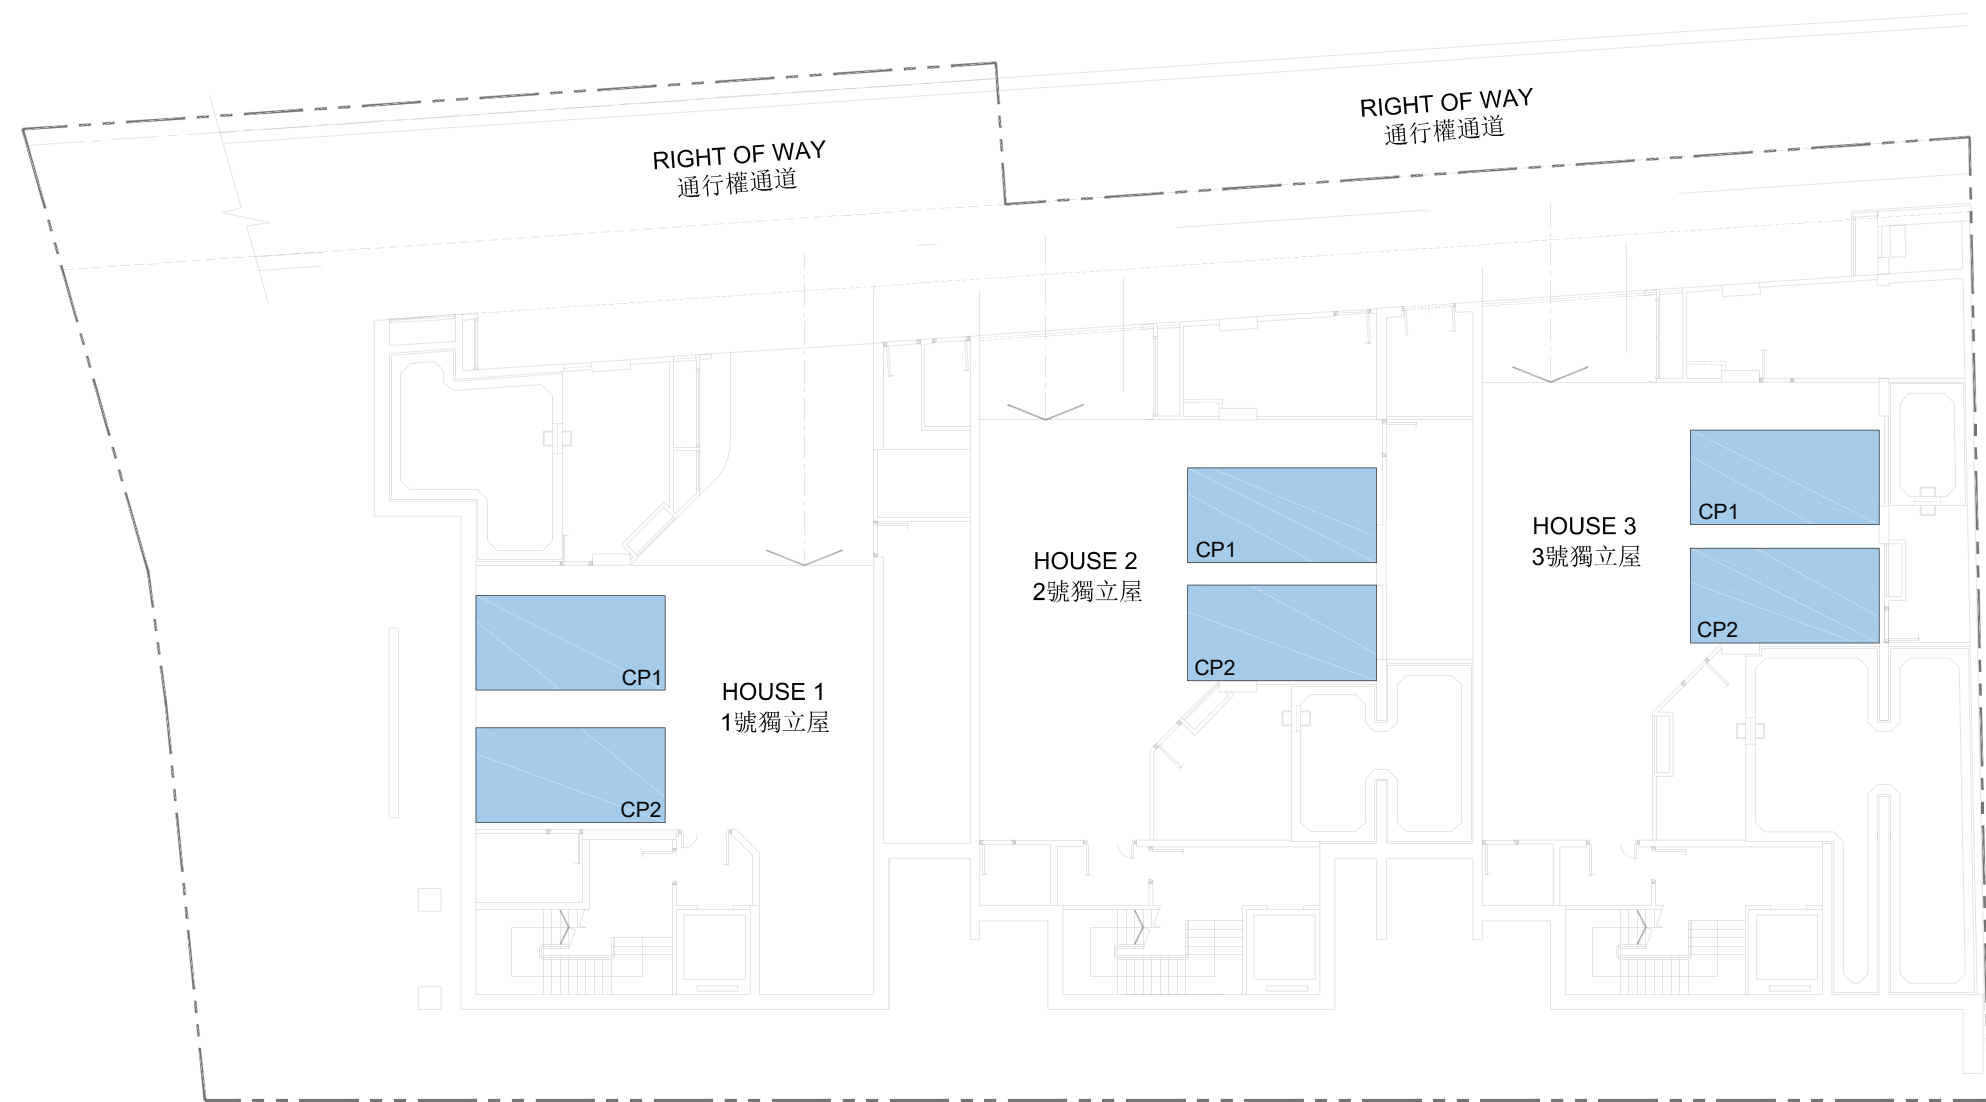 RIGHT OF WAY
通行權通道
RIGHT OF WAY
通行權通道
HOUSE 1
1號獨立屋
CP1
CP2
HOUSE 2
2號獨立屋
CP1
CP2
HOUSE 3
3號獨立屋
CP1
CP2